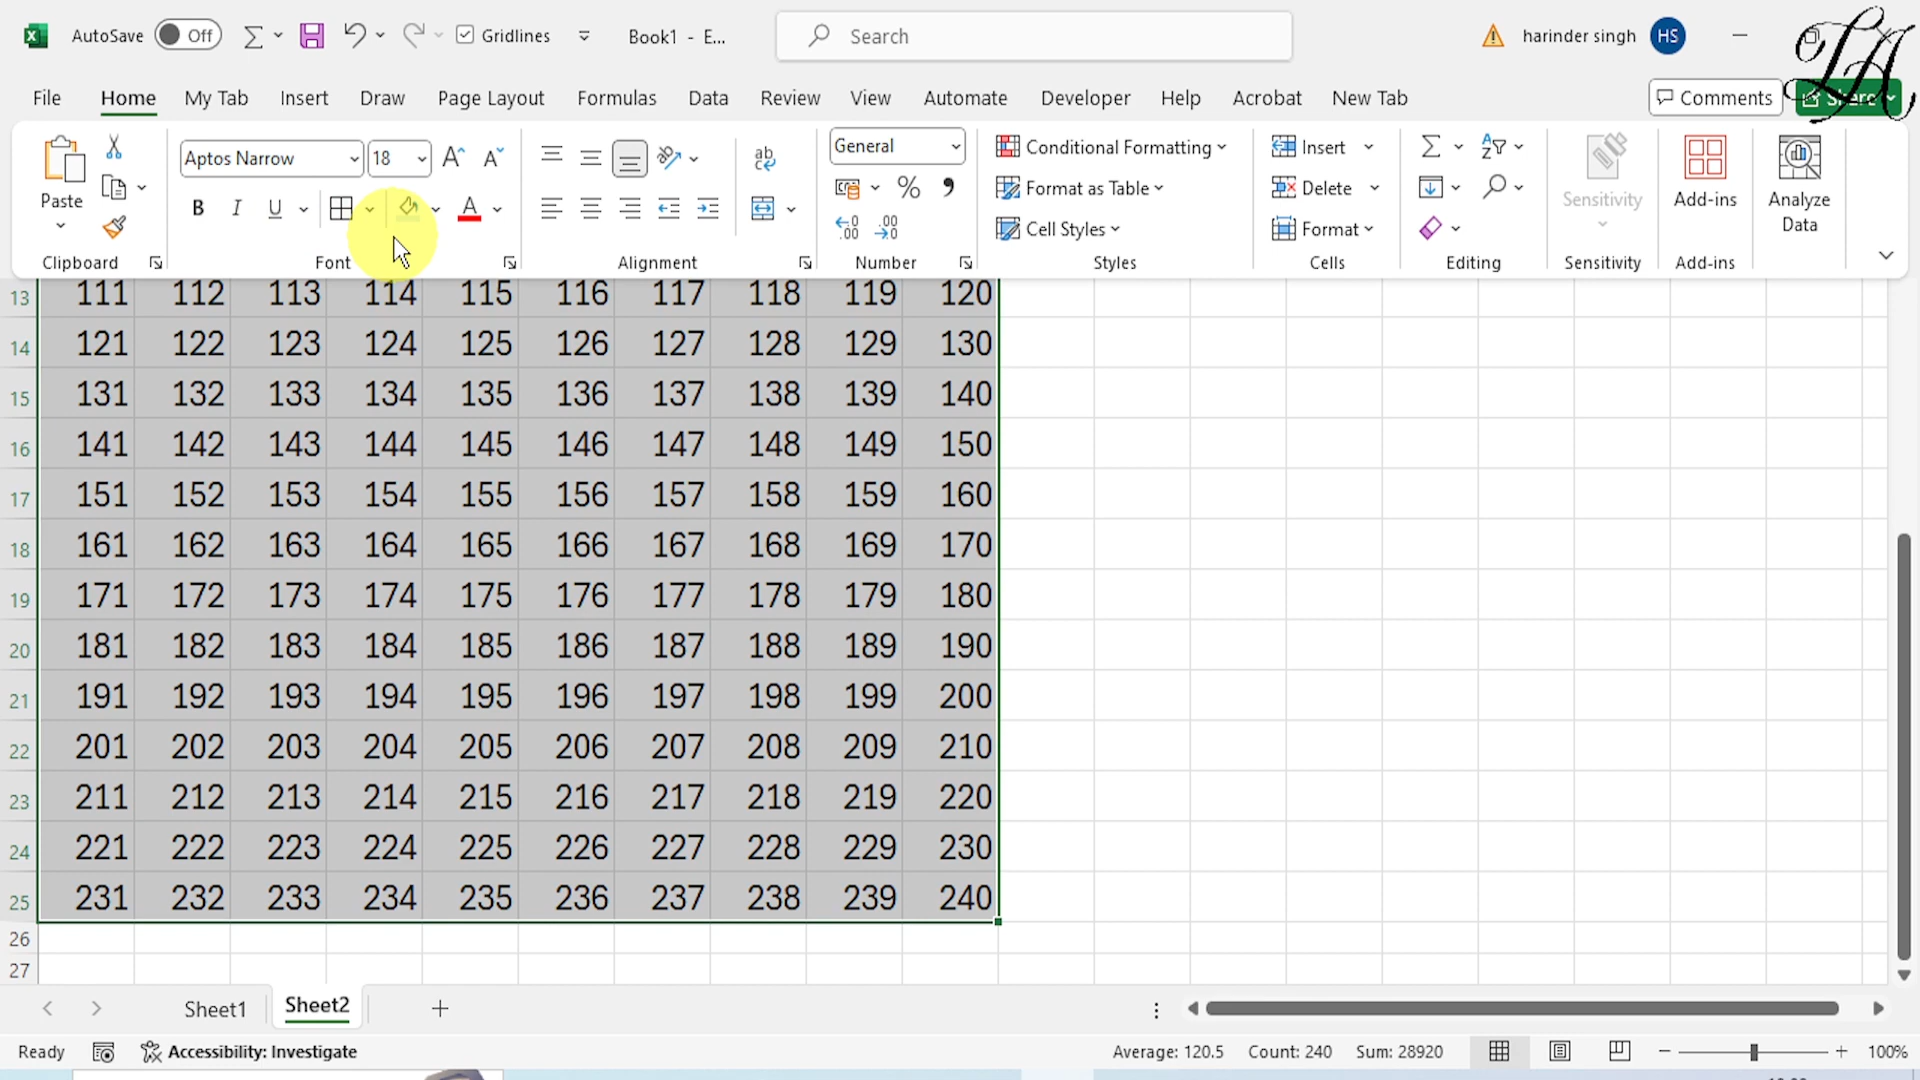 AutoSave Off Gridlines Book1 - E... Search harinder singh HS
LA
File Home My Tab Insert Draw Page Layout Formulas Data Review View Automate Developer Help Acrobat New Tab Comments Share
Paste Aptos Narrow 18 General Conditional Formatting Insert
B I U % Format as Table Delete Sensitivity Add-ins Analyze Data
Cell Styles Format
Clipboard Font Alignment Number Styles Cells Editing Sensitivity Add-ins
13 111 112 113 114 115 116 117 118 119 120
14 121 122 123 124 125 126 127 128 129 130
15 131 132 133 134 135 136 137 138 139 140
16 141 142 143 144 145 146 147 148 149 150
17 151 152 153 154 155 156 157 158 159 160
18 161 162 163 164 165 166 167 168 169 170
19 171 172 173 174 175 176 177 178 179 180
20 181 182 183 184 185 186 187 188 189 190
21 191 192 193 194 195 196 197 198 199 200
22 201 202 203 204 205 206 207 208 209 210
23 211 212 213 214 215 216 217 218 219 220
24 221 222 223 224 225 226 227 228 229 230
25 231 232 233 234 235 236 237 238 239 240
26
27
Sheet1 Sheet2
Ready Accessibility: Investigate Average: 120.5 Count: 240 Sum: 28920 100%